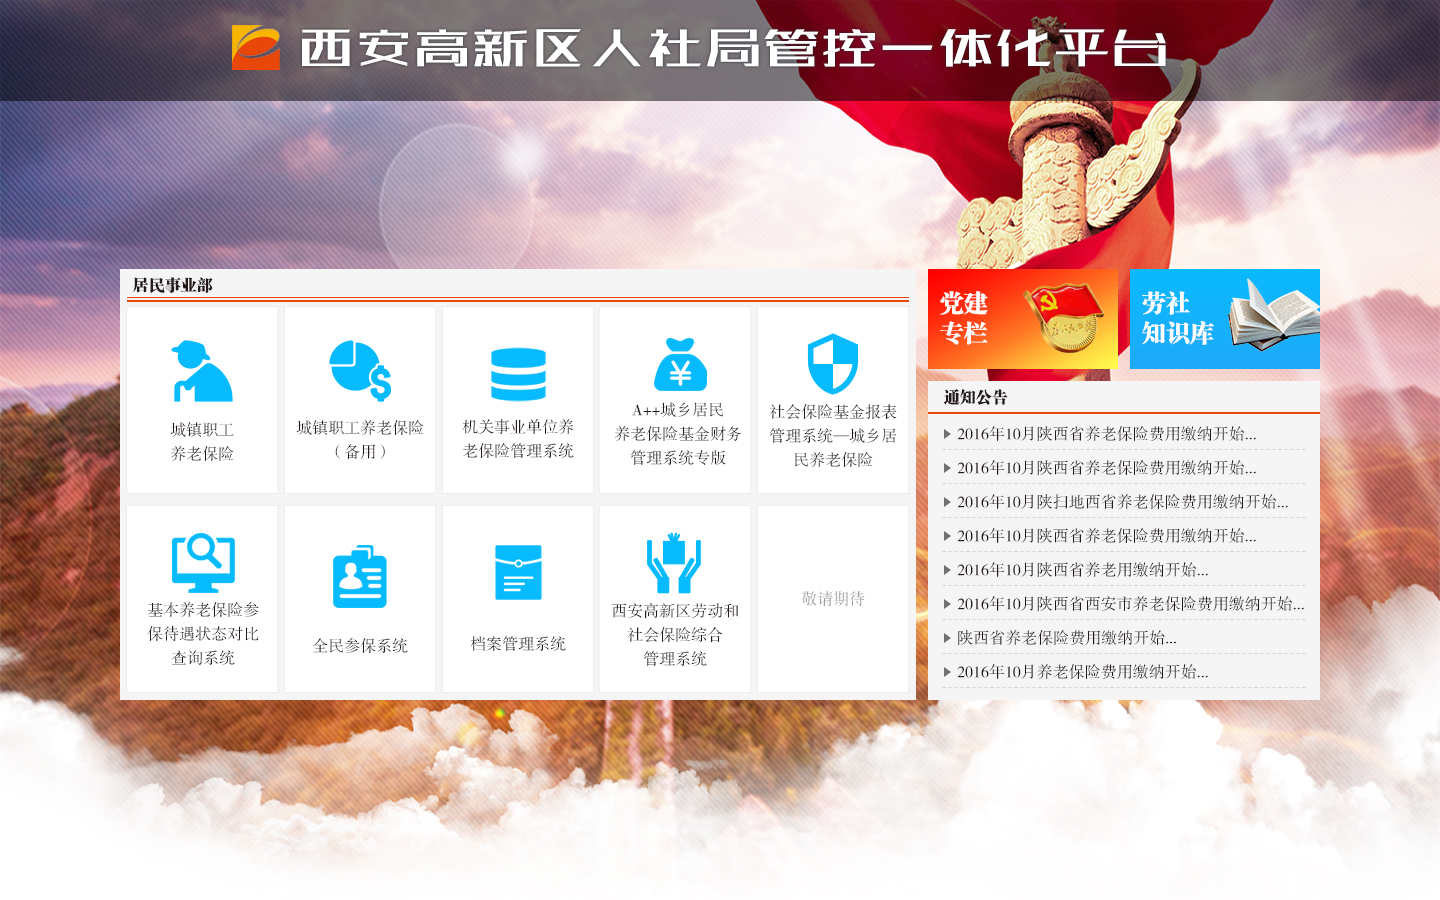 西安高新区人社局管控一体化平台
居民事业部
城镇职工
养老保险
城镇职工养老保险
（备用）
机关事业单位养
老保险管理系统
A++城乡居民
养老保险基金财务
管理系统专版
社会保险基金报表
管理系统—城乡居
民养老保险
基本养老保险参
保待遇状态对比
查询系统
全民参保系统
档案管理系统
西安高新区劳动和
社会保险综合
管理系统
敬请期待
党建
专栏
劳社
知识库
通知公告
2016年10月陕西省养老保险费用缴纳开始...
2016年10月陕西省养老保险费用缴纳开始...
2016年10月陕扫地西省养老保险费用缴纳开始...
2016年10月陕西省养老保险费用缴纳开始...
2016年10月陕西省养老用缴纳开始...
2016年10月陕西省西安市养老保险费用缴纳开始...
陕西省养老保险费用缴纳开始...
2016年10月养老保险费用缴纳开始...